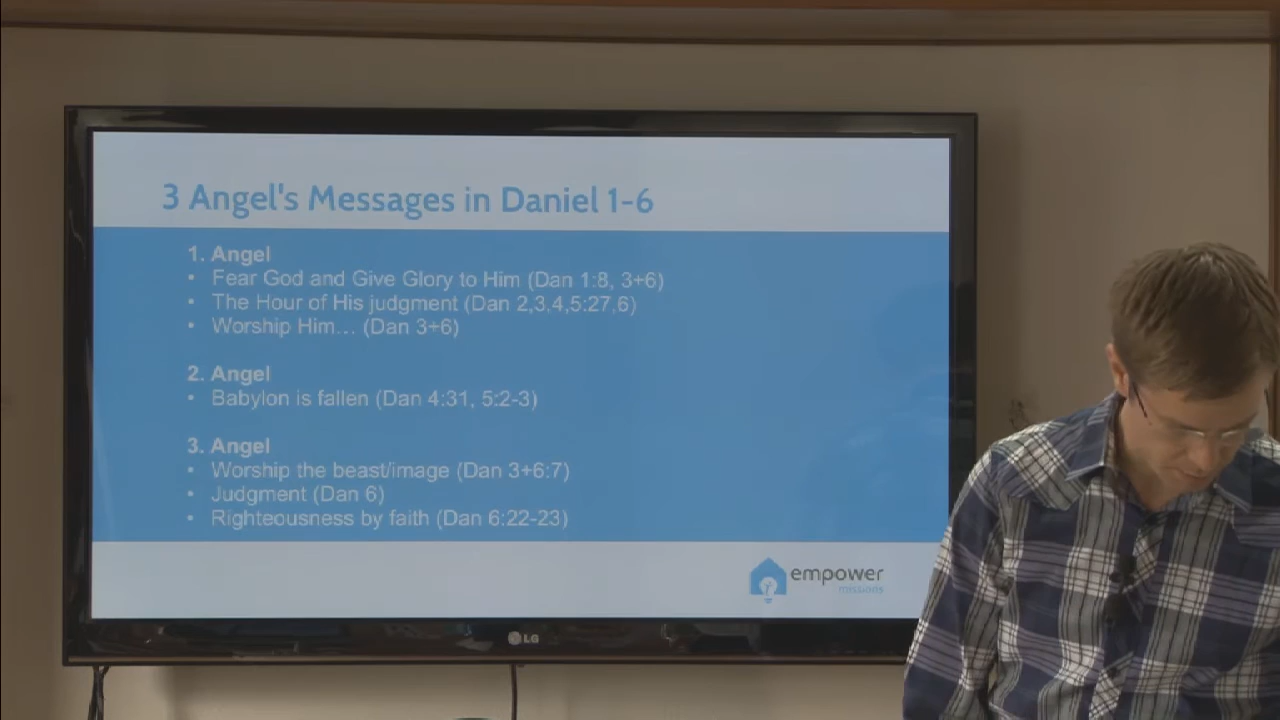 3 Angel's Messages in Daniel 1-6
1. Angel
• Fear God and Give Glory to Him (Dan 1:8, 3+6)
• The Hour of His judgment (Dan 2,3,4,5:27,6)
• Worship Him... (Dan 3+6)
2. Angel
• Babylon is fallen (Dan 4:31, 5:2-3)
3. Angel
• Worship the beast/image (Dan 3+6:7)
• Judgment (Dan 6)
• Righteousness by faith (Dan 6:22-23)
empower
missions
LG